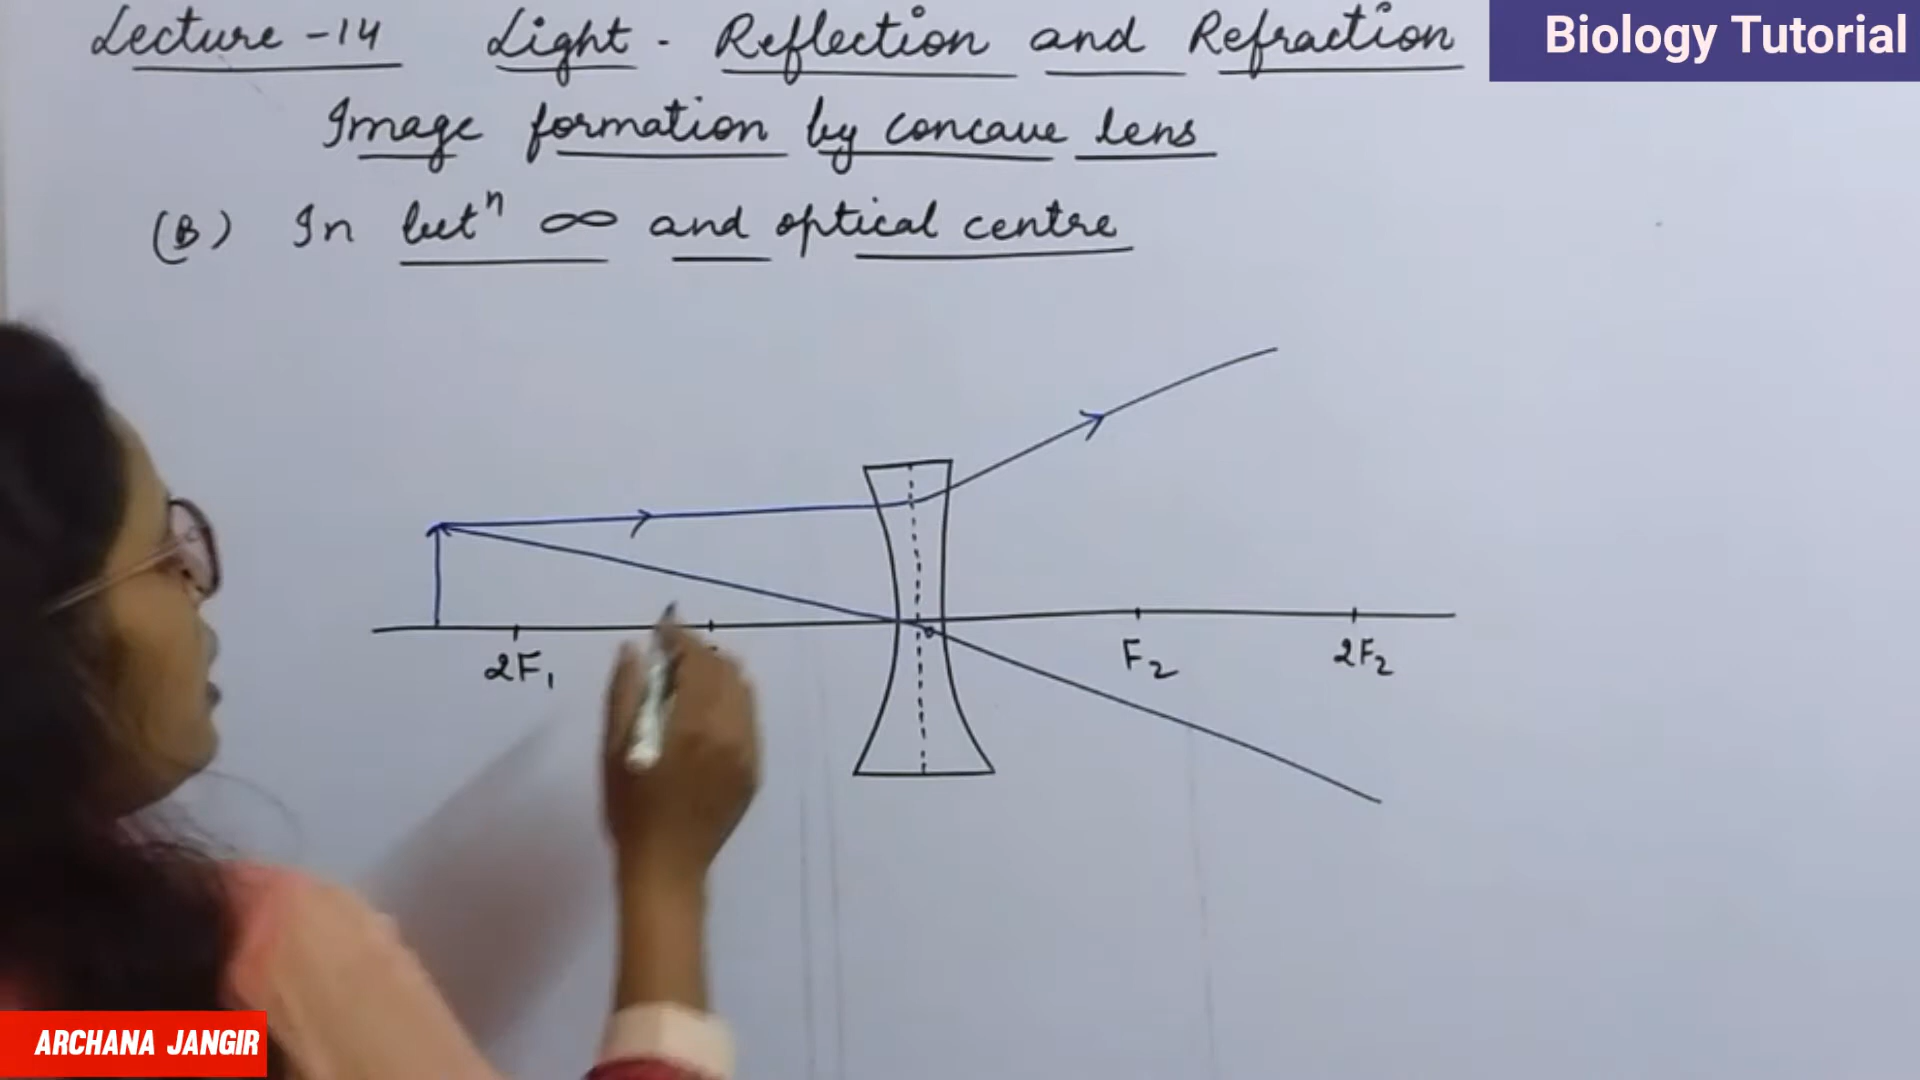 Lecture - 14 Light - Reflection and Refraction
Biology Tutorial
Image formation by concave lens
(B) In betⁿ ∞ and optical centre
2F₁
F₂
2F₂
ARCHANA JANGIR